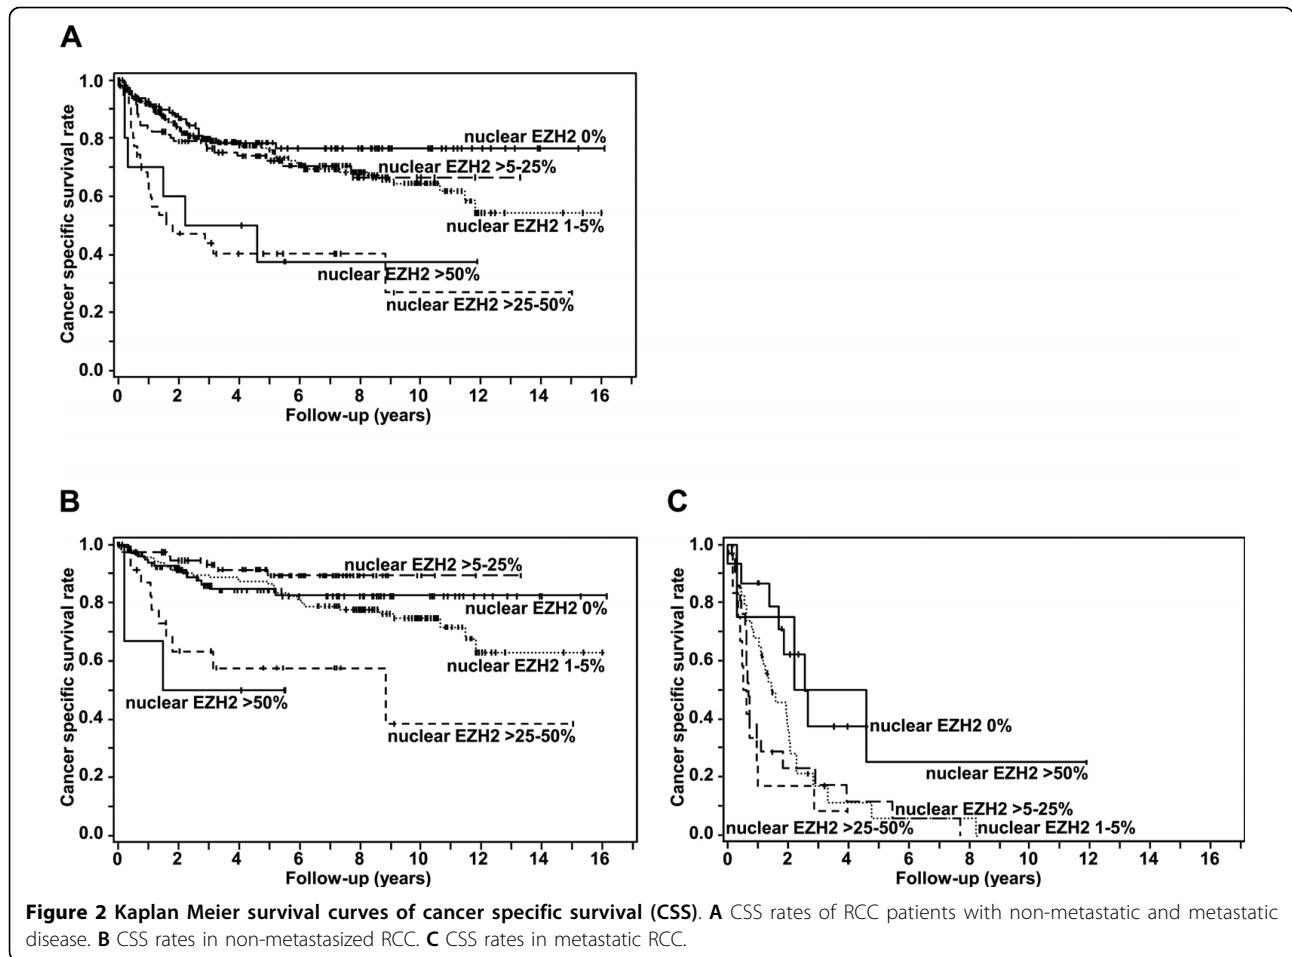 A
Cancer specific survival rate
1.0
0.8
0.6
0.4
0.2
0.0
nuclear EZH2 0%
nuclear EZH2 >5-25%
nuclear EZH2 1-5%
nuclear EZH2 >50%
nuclear EZH2 >25-50%
0 2 4 6 8 10 12 14 16
Follow-up (years)
B
Cancer specific survival rate
1.0
0.8
0.6
0.4
0.2
0.0
nuclear EZH2 >5-25%
nuclear EZH2 0%
nuclear EZH2 1-5%
nuclear EZH2 >50%
nuclear EZH2 >25-50%
0 2 4 6 8 10 12 14 16
Follow-up (years)
C
Cancer specific survival rate
1.0
0.8
0.6
0.4
0.2
0.0
nuclear EZH2 0%
nuclear EZH2 >50%
nuclear EZH2 >5-25%
nuclear EZH2 >25-50%
nuclear EZH2 1-5%
0 2 4 6 8 10 12 14 16
Follow-up (years)
Figure 2 Kaplan Meier survival curves of cancer specific survival (CSS). A CSS rates of RCC patients with non-metastatic and metastatic
disease. B CSS rates in non-metastasized RCC. C CSS rates in metastatic RCC.